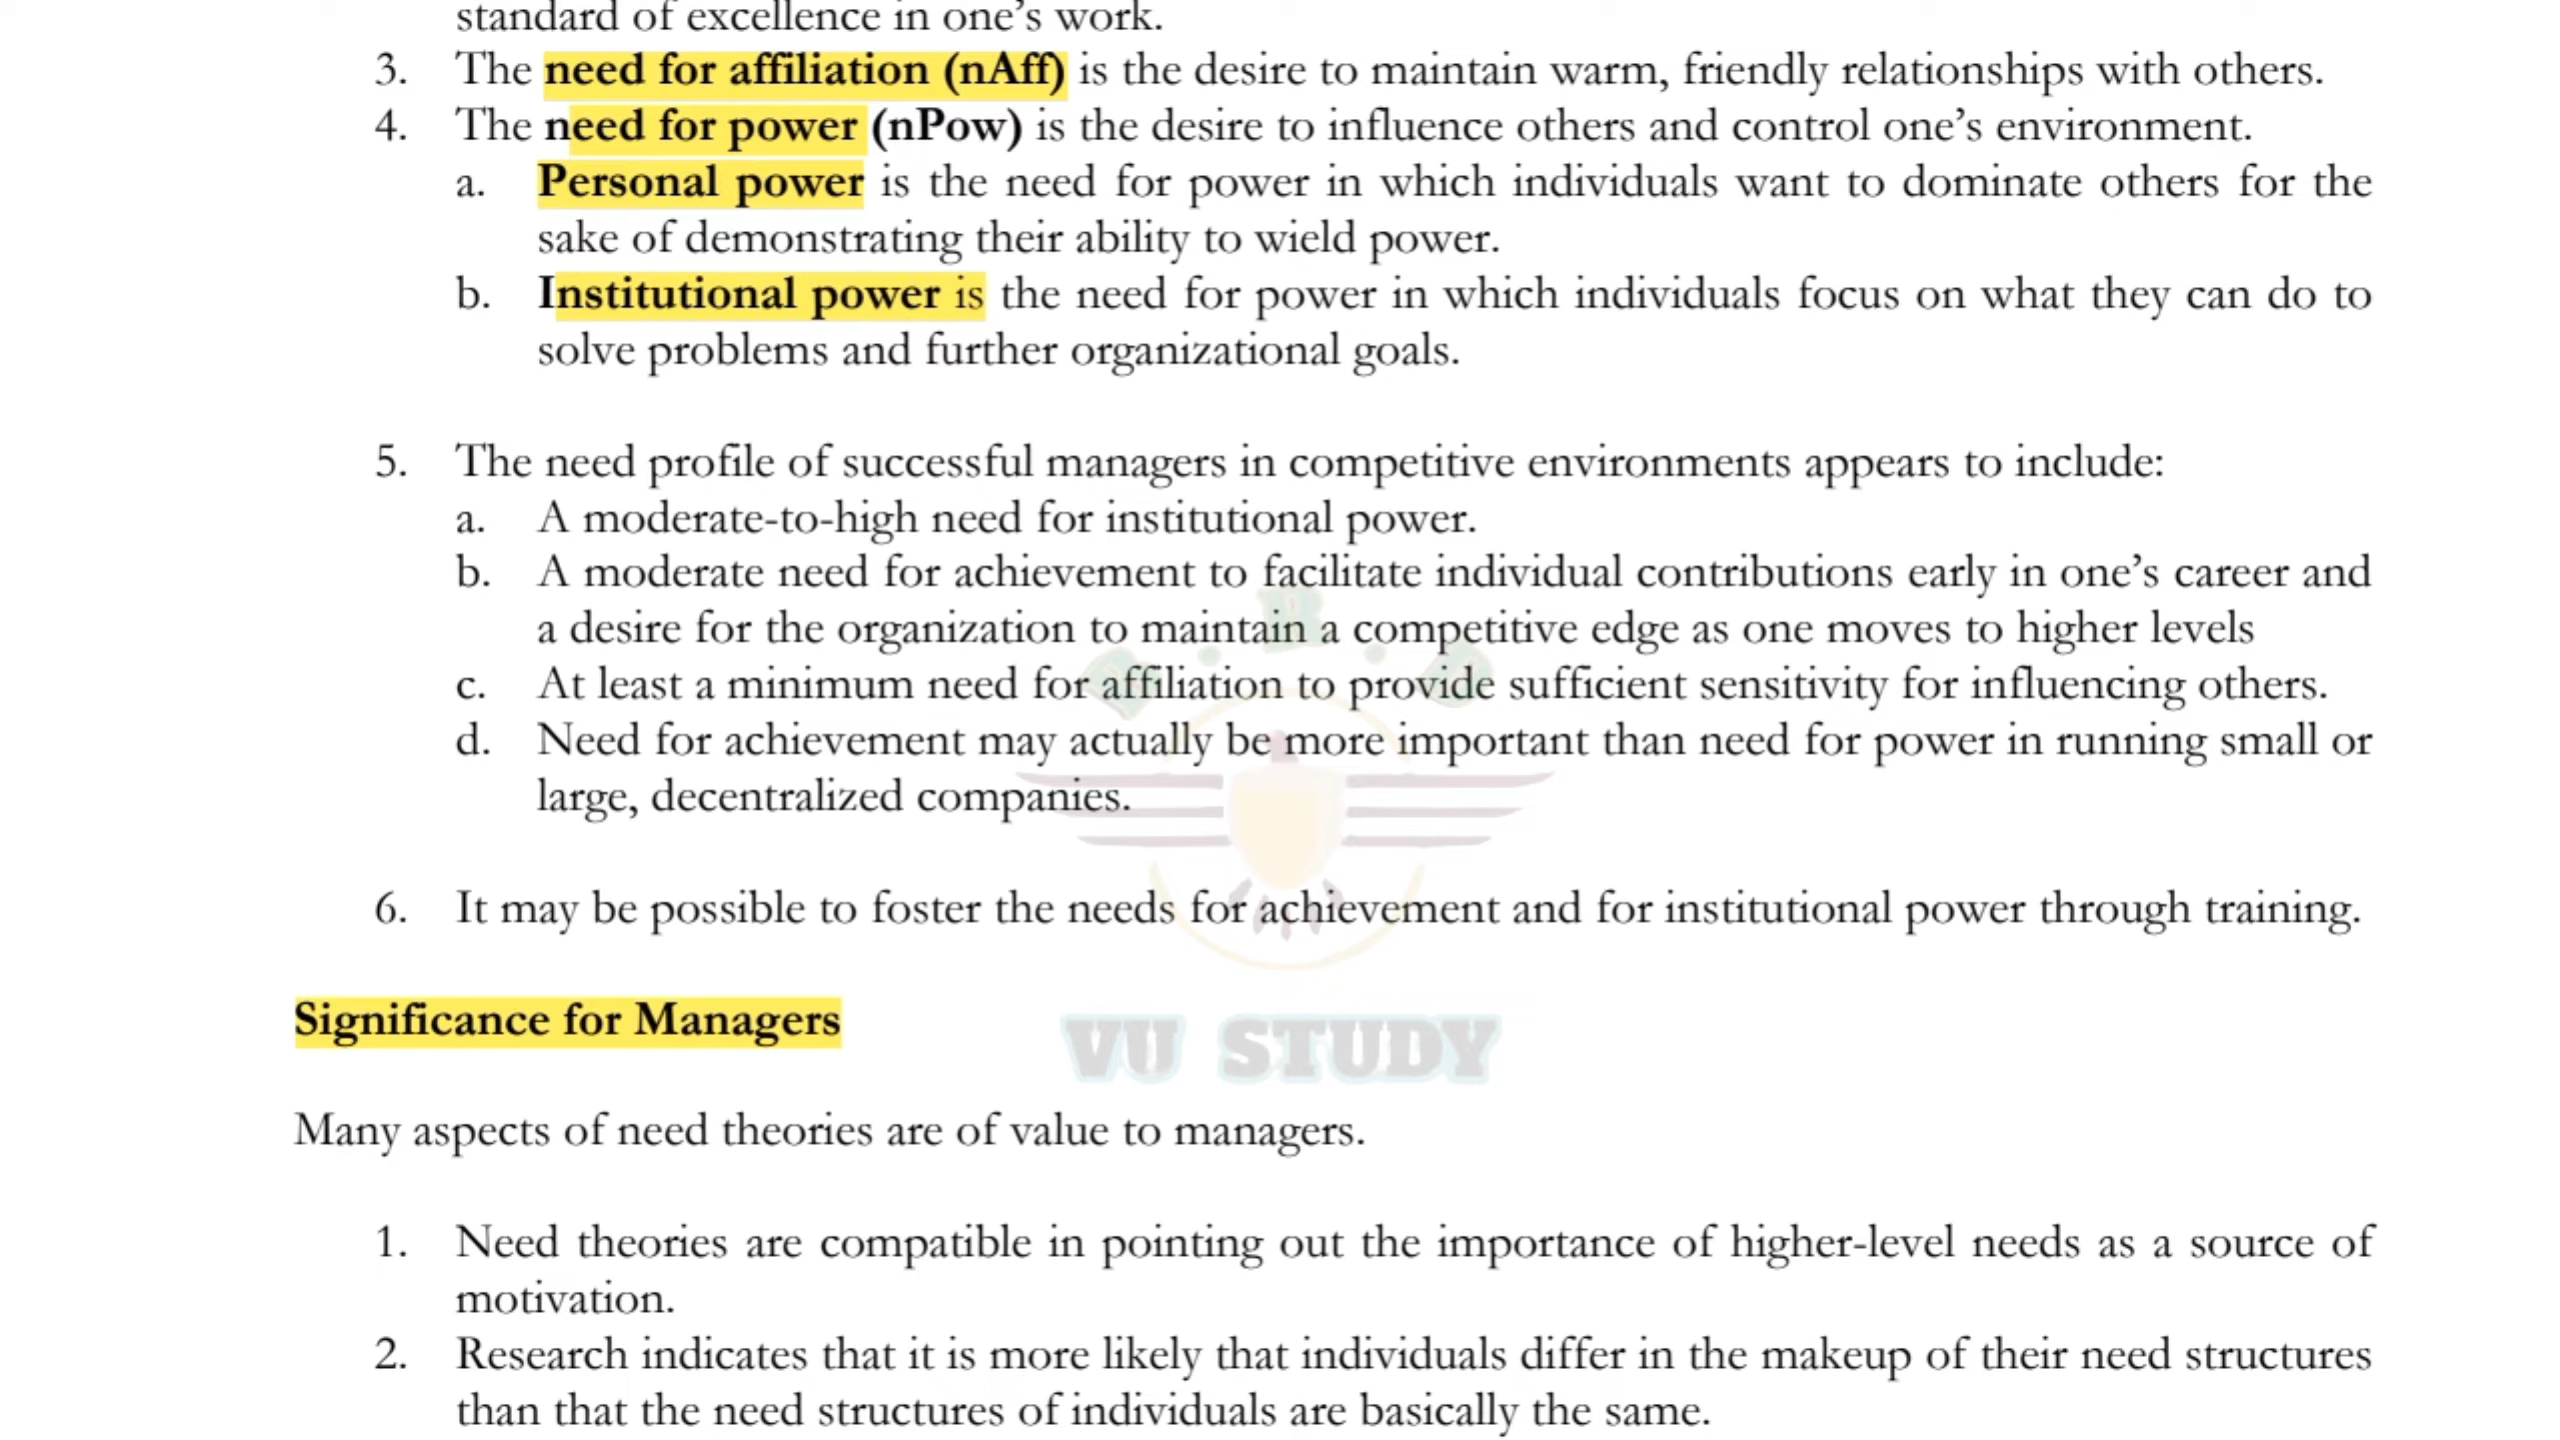 standard of excellence in one's work.
3. The need for affiliation (nAff) is the desire to maintain warm, friendly relationships with others.
4. The need for power (nPow) is the desire to influence others and control one's environment.
a. Personal power is the need for power in which individuals want to dominate others for the
sake of demonstrating their ability to wield power.
b. Institutional power is the need for power in which individuals focus on what they can do to
solve problems and further organizational goals.
5. The need profile of successful managers in competitive environments appears to include:
a. A moderate-to-high need for institutional power.
b. A moderate need for achievement to facilitate individual contributions early in one's career and
a desire for the organization to maintain a competitive edge as one moves to higher levels
c. At least a minimum need for affiliation to provide sufficient sensitivity for influencing others.
d. Need for achievement may actually be more important than need for power in running small or
large, decentralized companies.
6. It may be possible to foster the needs for achievement and for institutional power through training.
Significance for Managers
VU STUDY
Many aspects of need theories are of value to managers.
1. Need theories are compatible in pointing out the importance of higher-level needs as a source of
motivation.
2. Research indicates that it is more likely that individuals differ in the makeup of their need structures
than that the need structures of individuals are basically the same.